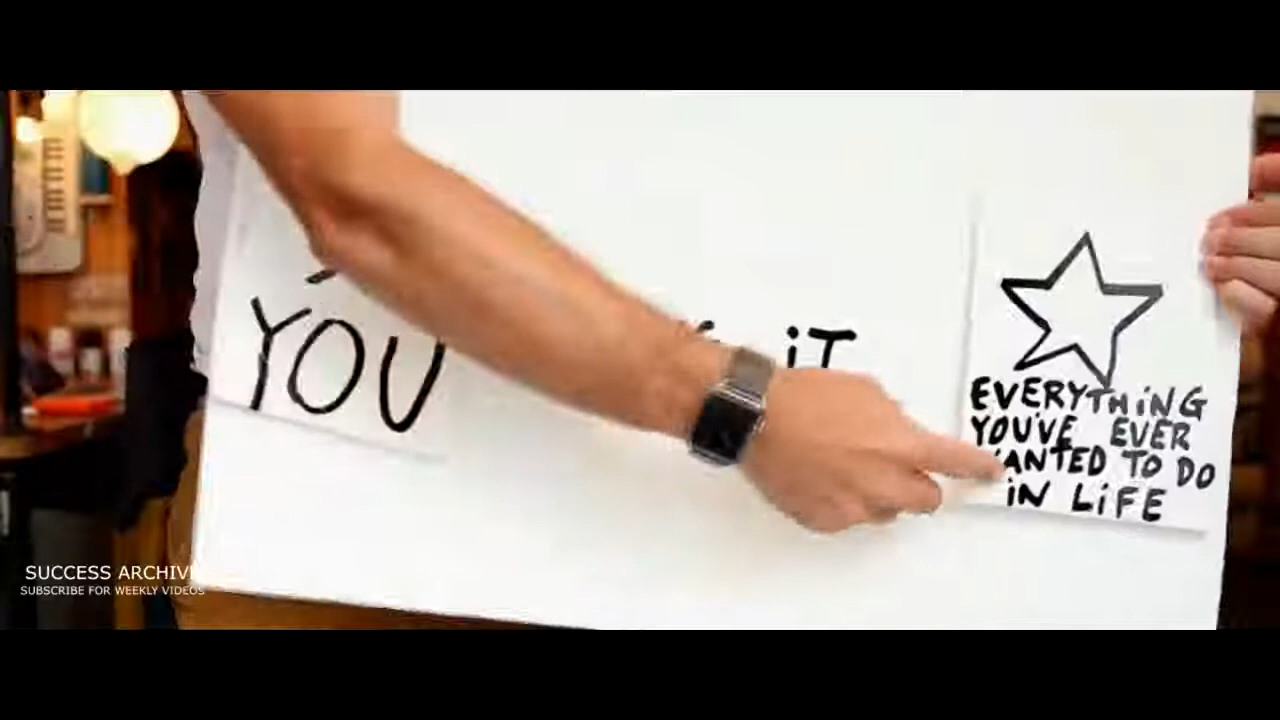 YOU
iT
EVERYTHiNG
YOU'VE EVER
WANTED TO DO
iN LiFE
SUCCESS ARCHIVE
SUBSCRIBE FOR WEEKLY VIDEOS